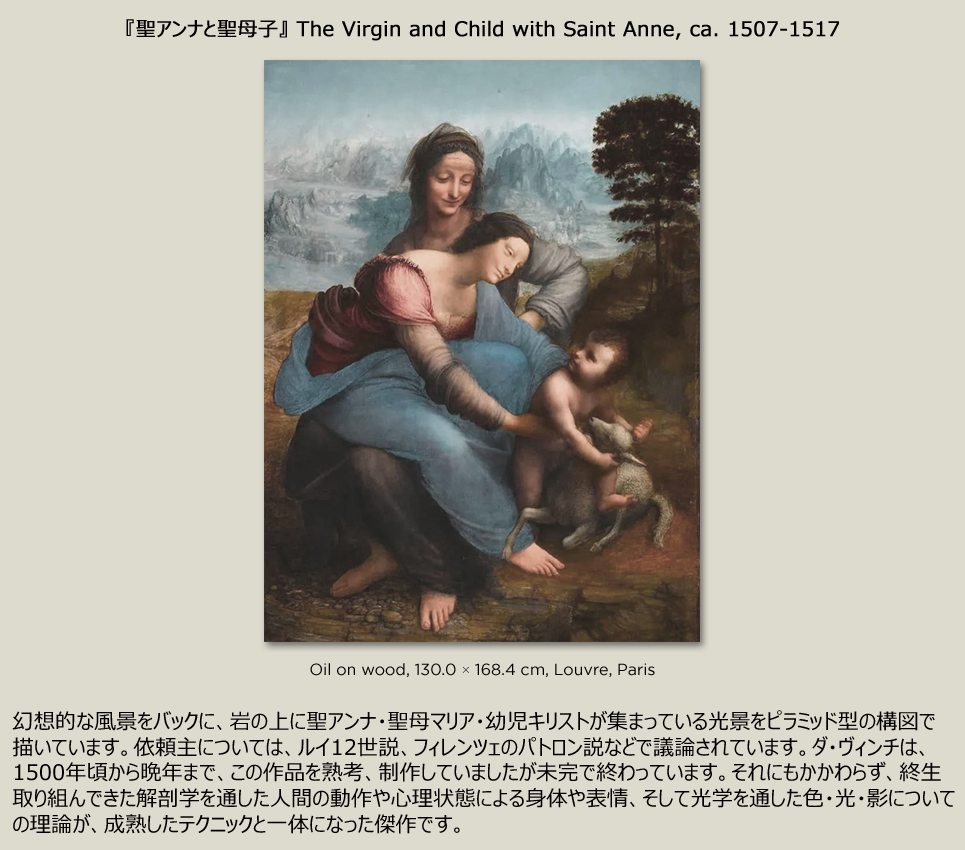 『聖アンナと聖母子』 The Virgin and Child with Saint Anne, ca. 1507-1517
Oil on wood, 130.0 × 168.4 cm, Louvre, Paris
幻想的な風景をバックに、岩の上に聖アンナ・聖母マリア・幼児キリストが集まっている光景をピラミッド型の構図で
描いています。依頼主については、ルイ12世説、フィレンツェのパトロン説などで議論されています。ダ・ヴィンチは、
1500年頃から晩年まで、この作品を熟考、制作していましたが未完で終わっています。それにもかかわらず、終生
取り組んできた解剖学を通した人間の動作や心理状態による身体や表情、そして光学を通した色・光・影について
の理論が、成熟したテクニックと一体になった傑作です。